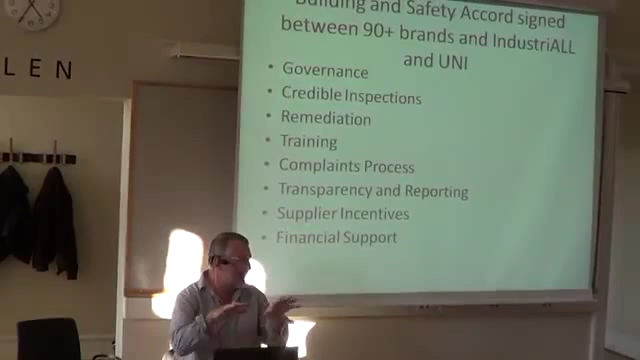 Building and Safety Accord signed
between 90+ brands and IndustriALL
and UNI
• Governance
• Credible Inspections
• Remediation
• Training
• Complaints Process
• Transparency and Reporting
• Supplier Incentives
• Financial Support
LEN